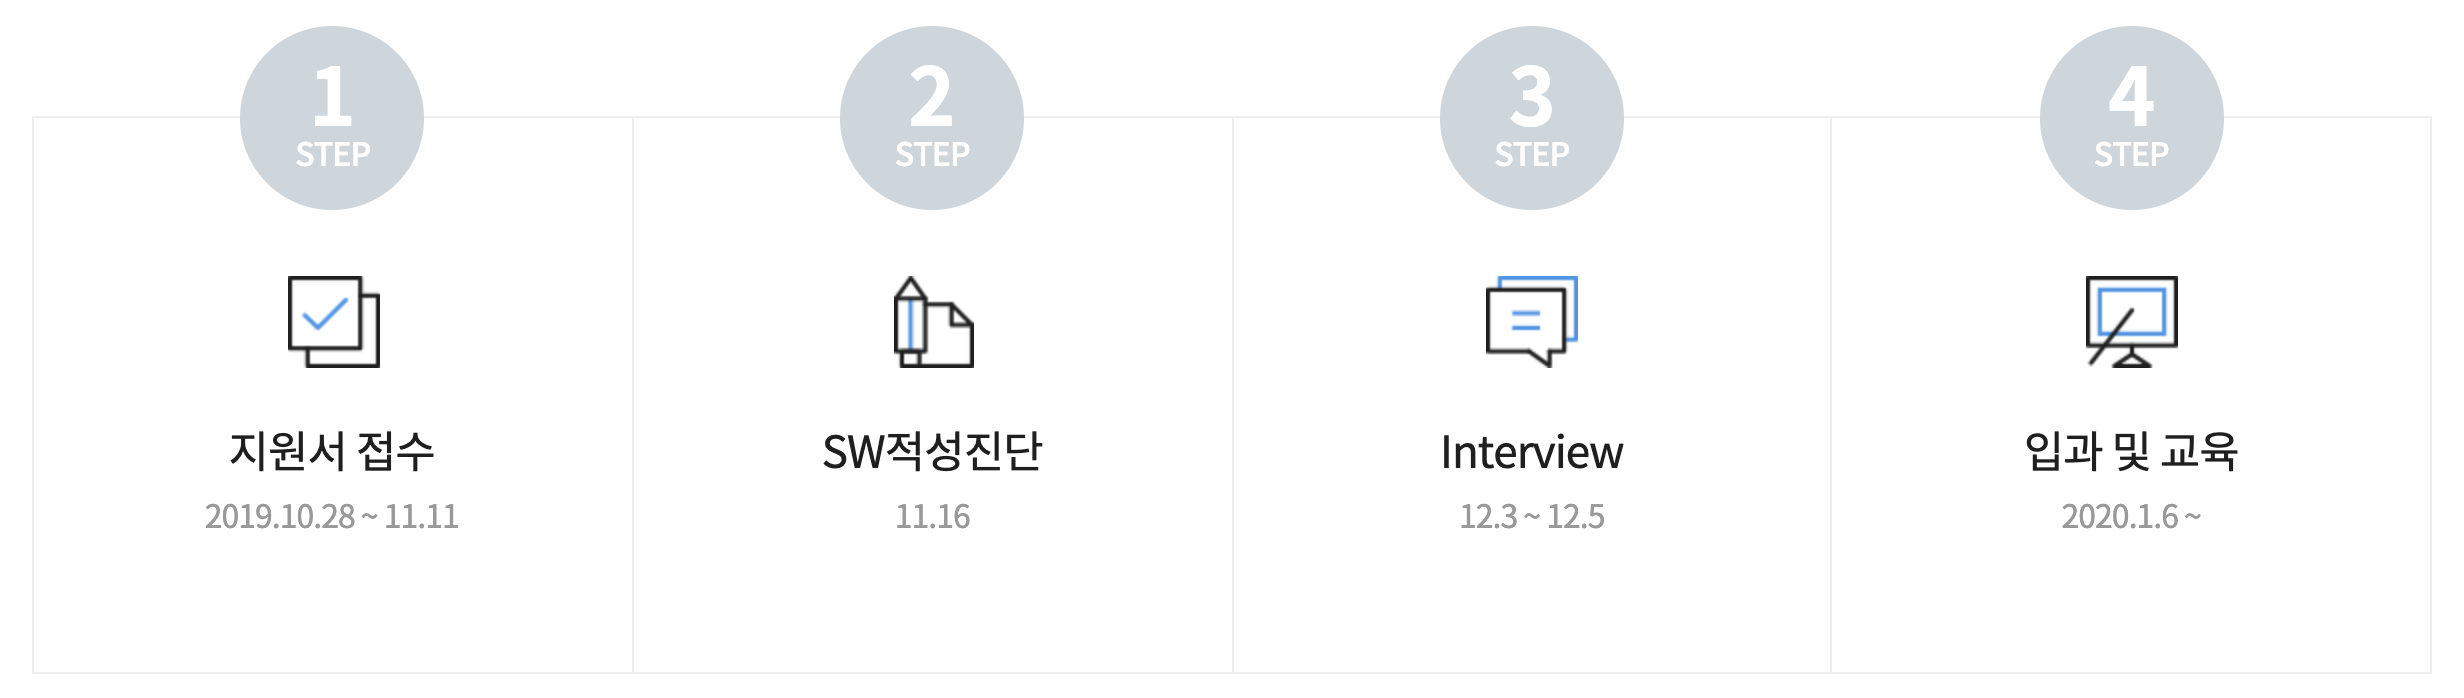 1
STEP
지원서 접수
2019.10.28 ~ 11.11
2
STEP
SW적성진단
11.16
3
STEP
Interview
12.3 ~ 12.5
4
STEP
입과 및 교육
2020.1.6 ~